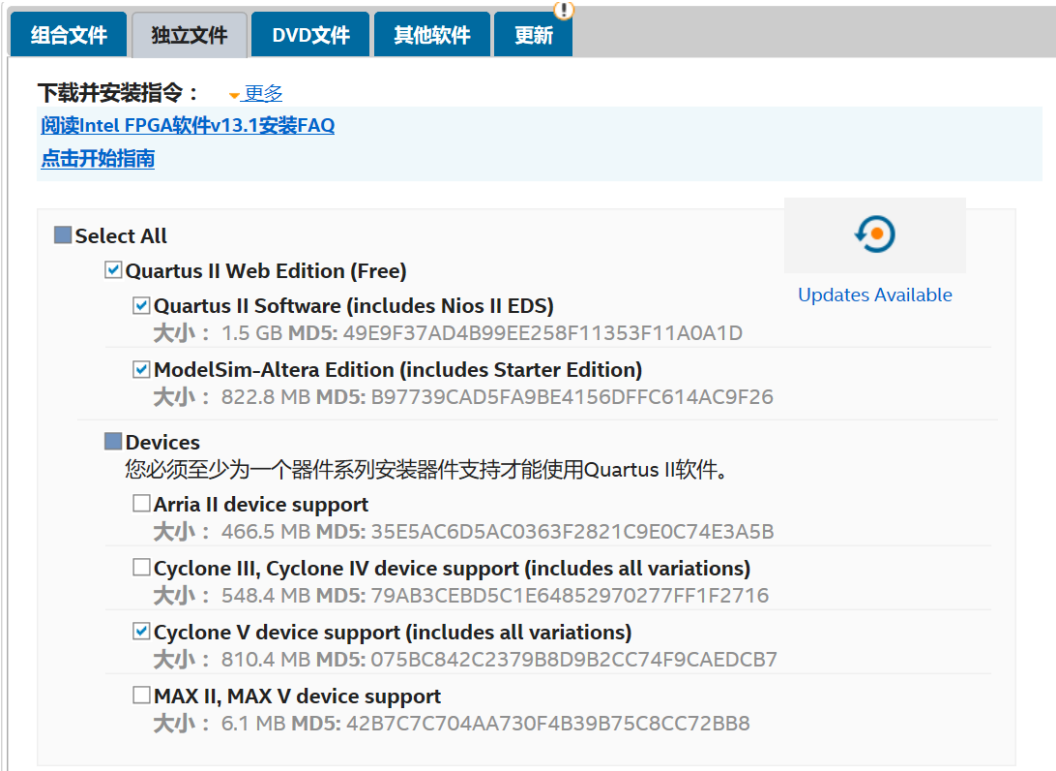 组合文件 独立文件 DVD文件 其他软件 更新
下载并安装指令： 更多
阅读Intel FPGA软件v13.1安装FAQ
点击开始指南
Select All
Updates Available
Quartus II Web Edition (Free)
Quartus II Software (includes Nios II EDS)
大小： 1.5 GB MD5: 49E9F37AD4B99EE258F11353F11A0A1D
ModelSim-Altera Edition (includes Starter Edition)
大小： 822.8 MB MD5: B97739CAD5FA9BE4156DFFC614AC9F26
Devices
您必须至少为一个器件系列安装器件支持才能使用Quartus II软件。
Arria II device support
大小： 466.5 MB MD5: 35E5AC6D5AC0363F2821C9E0C74E3A5B
Cyclone III, Cyclone IV device support (includes all variations)
大小： 548.4 MB MD5: 79AB3CEBD5C1E64852970277FF1F2716
Cyclone V device support (includes all variations)
大小： 810.4 MB MD5: 075BC842C2379B8D9B2CC74F9CAEDCB7
MAX II, MAX V device support
大小： 6.1 MB MD5: 42B7C7C704AA730F4B39B75C8CC72BB8